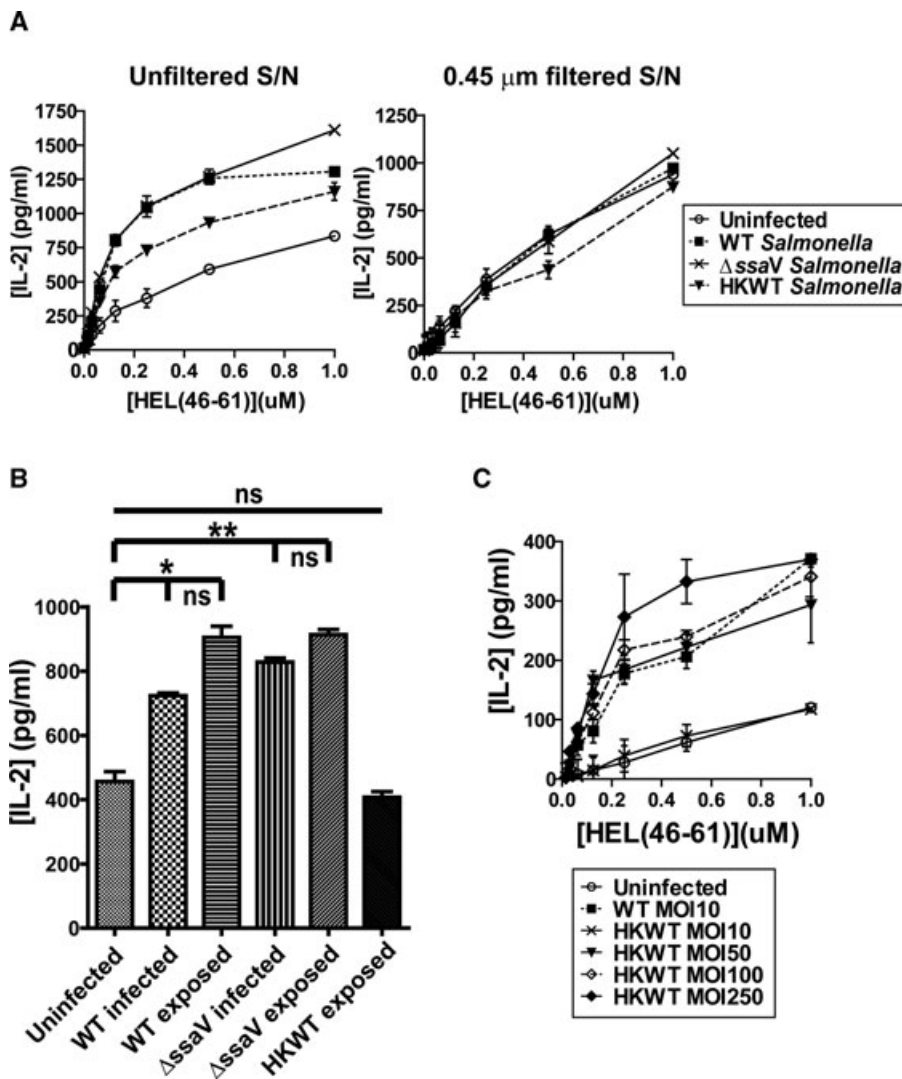 A
Unfiltered S/N
0.45 μm filtered S/N
[IL-2] (pg/ml)
1750
1500
1250
1000
750
500
250
0
0.0 0.2 0.4 0.6 0.8 1.0
[HEL(46-61)](uM)
1000
750
500
250
0
0.0 0.2 0.4 0.6 0.8 1.0
[HEL(46-61)](uM)
[IL-2] (pg/ml)
Uninfected
WT Salmonella
ΔssaV Salmonella
HKWT Salmonella
B
ns
**
ns
*
ns
[IL-2] (pg/ml)
1000
800
600
400
200
0
Uninfected
WT infected
WT exposed
ΔssaV infected
ΔssaV exposed
HKWT exposed
C
[IL-2] (pg/ml)
400
300
200
100
0
0.0 0.2 0.4 0.6 0.8 1.0
[HEL(46-61)](uM)
Uninfected
WT MOI10
HKWT MOI10
HKWT MOI50
HKWT MOI100
HKWT MOI250